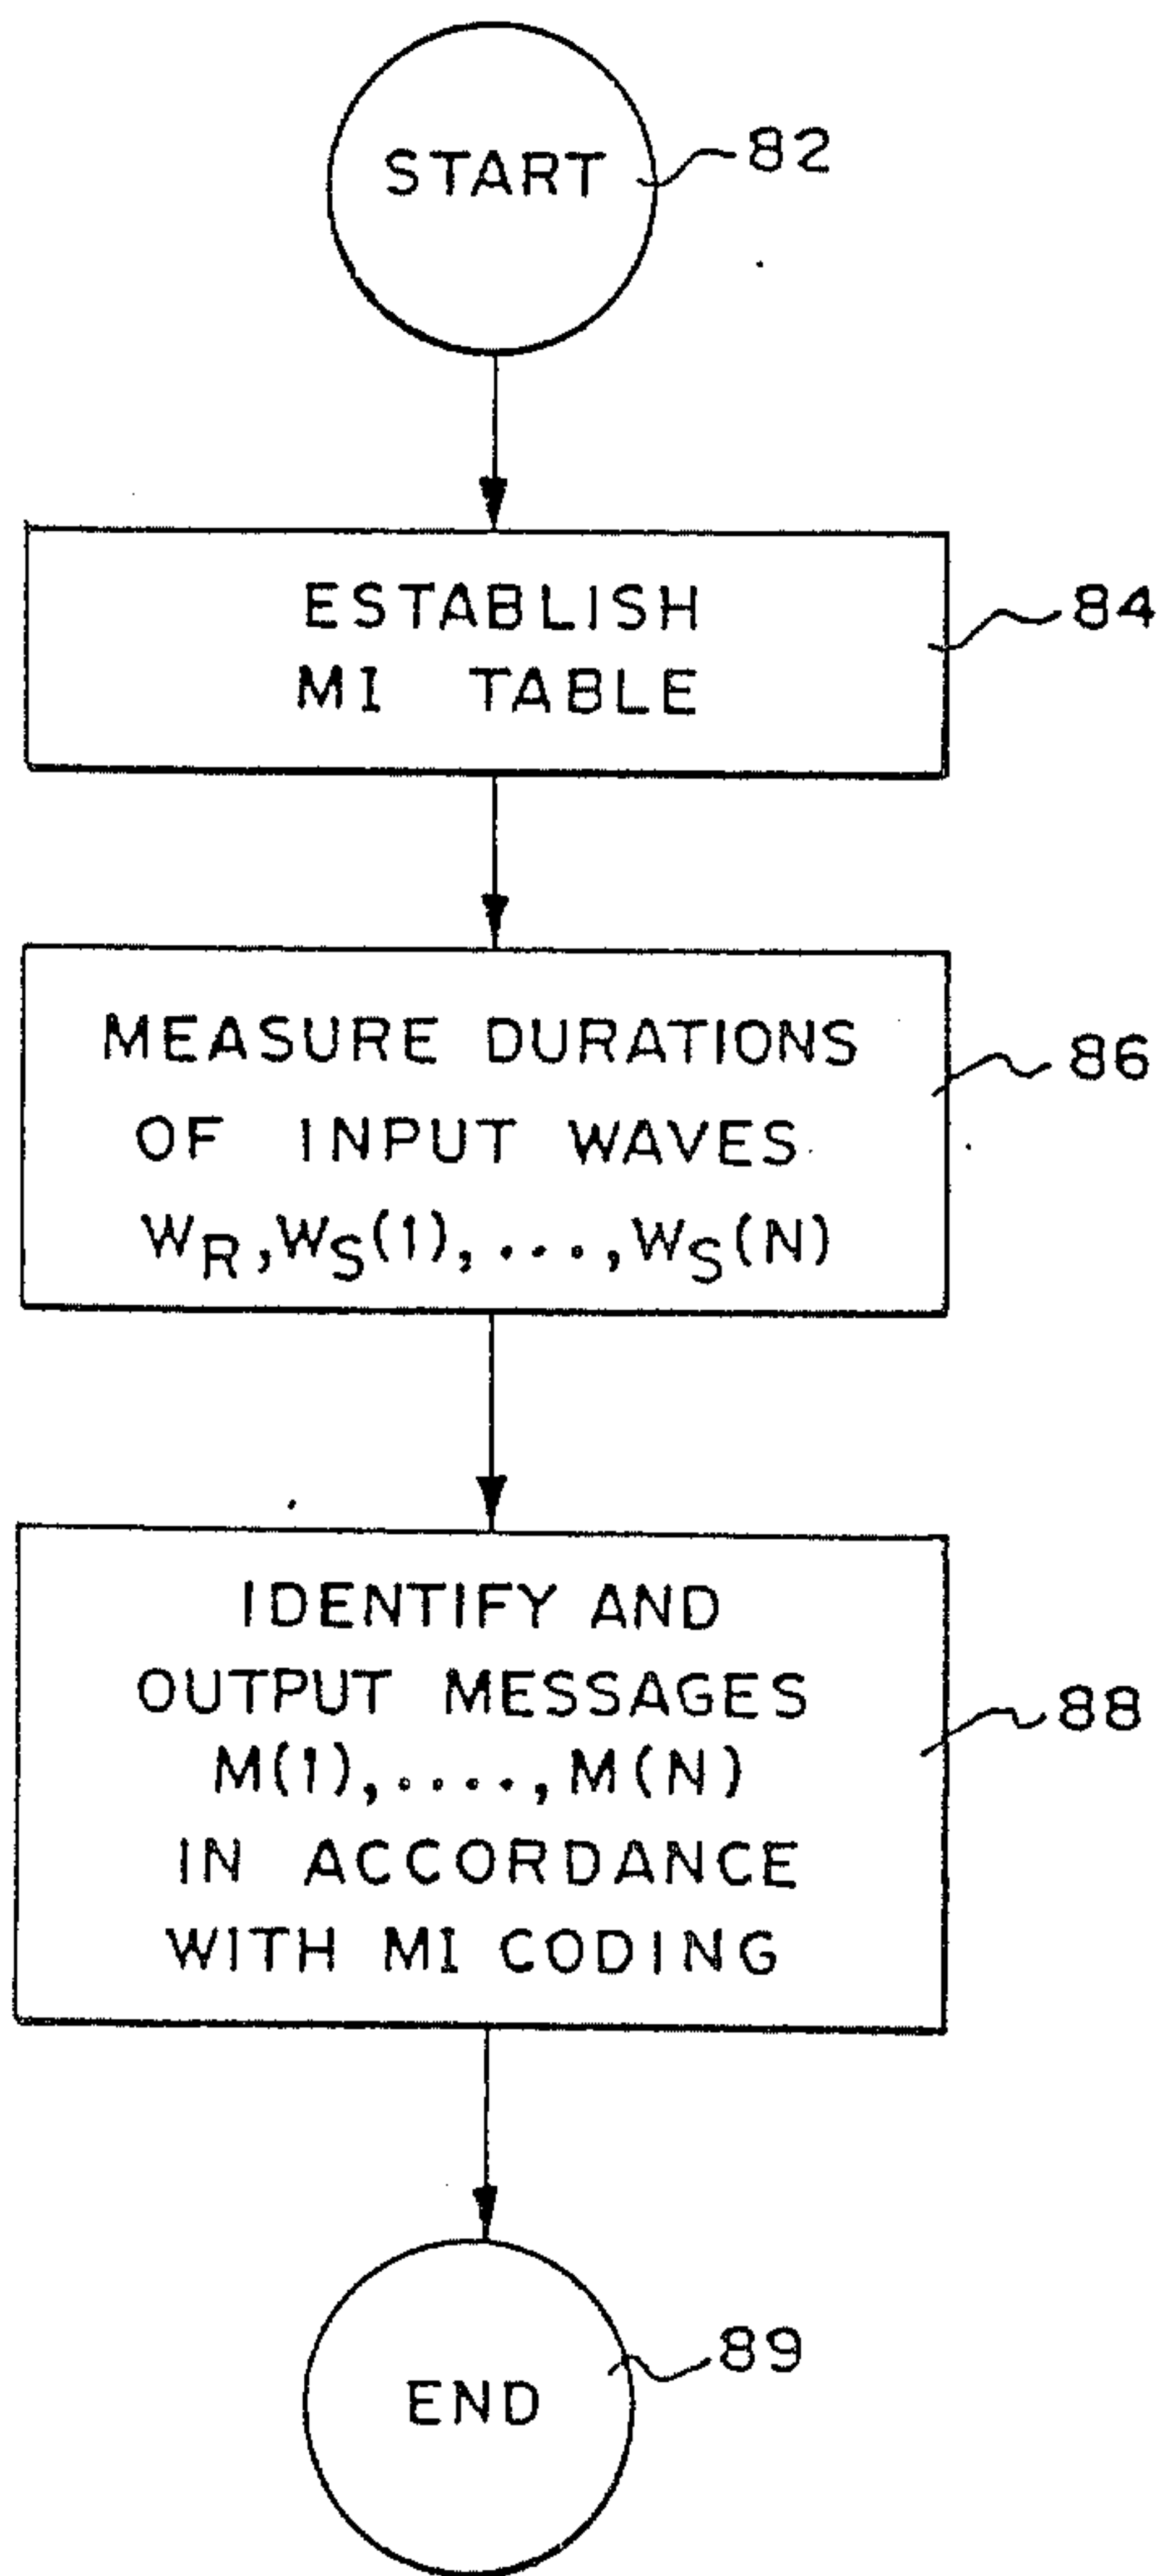 START
82
ESTABLISH
MI TABLE
84
MEASURE DURATIONS
OF INPUT WAVES
W_R, W_S(1), ..., W_S(N)
86
IDENTIFY AND
OUTPUT MESSAGES
M(1), ...., M(N)
IN ACCORDANCE
WITH MI CODING
88
END
89